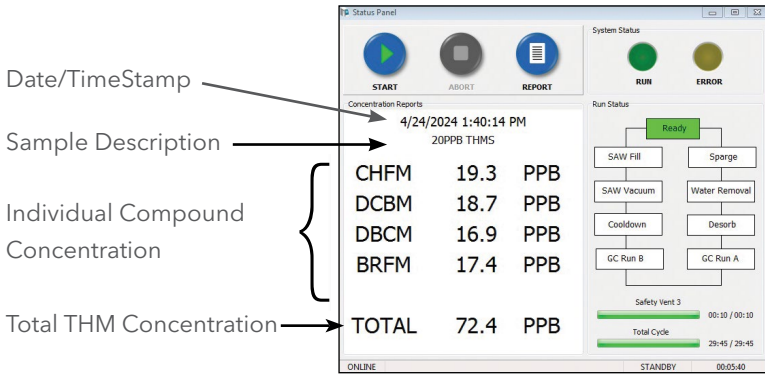 Status Panel
START
ABORT
REPORT
System Status
RUN
ERROR
Date/TimeStamp
Sample Description
Individual Compound
Concentration
Total THM Concentration
Concentration Reports
4/24/2024 1:40:14 PM
20PPB THMS
CHFM 19.3 PPB
DCBM 18.7 PPB
DBCM 16.9 PPB
BRFM 17.4 PPB
TOTAL 72.4 PPB
Run Status
Ready
SAW Fill
Sparge
SAW Vacuum
Water Removal
Cooldown
Desorb
GC Run B
GC Run A
Safety Vent 3
00:10 / 00:10
Total Cycle
29:45 / 29:45
ONLINE
STANDBY
00:05:40